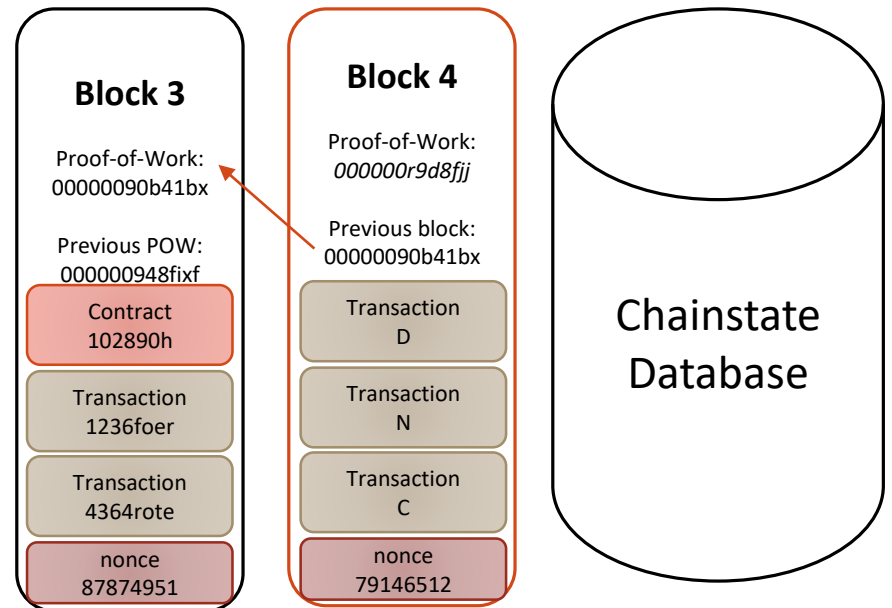 Block 3
Proof-of-Work:
00000090b41bx
Previous POW:
000000948fixf
Contract
102890h
Transaction
1236foer
Transaction
4364rote
nonce
87874951
Block 4
Proof-of-Work:
000000r9d8fjj
Previous block:
00000090b41bx
Transaction
D
Transaction
N
Transaction
C
nonce
79146512
Chainstate
Database